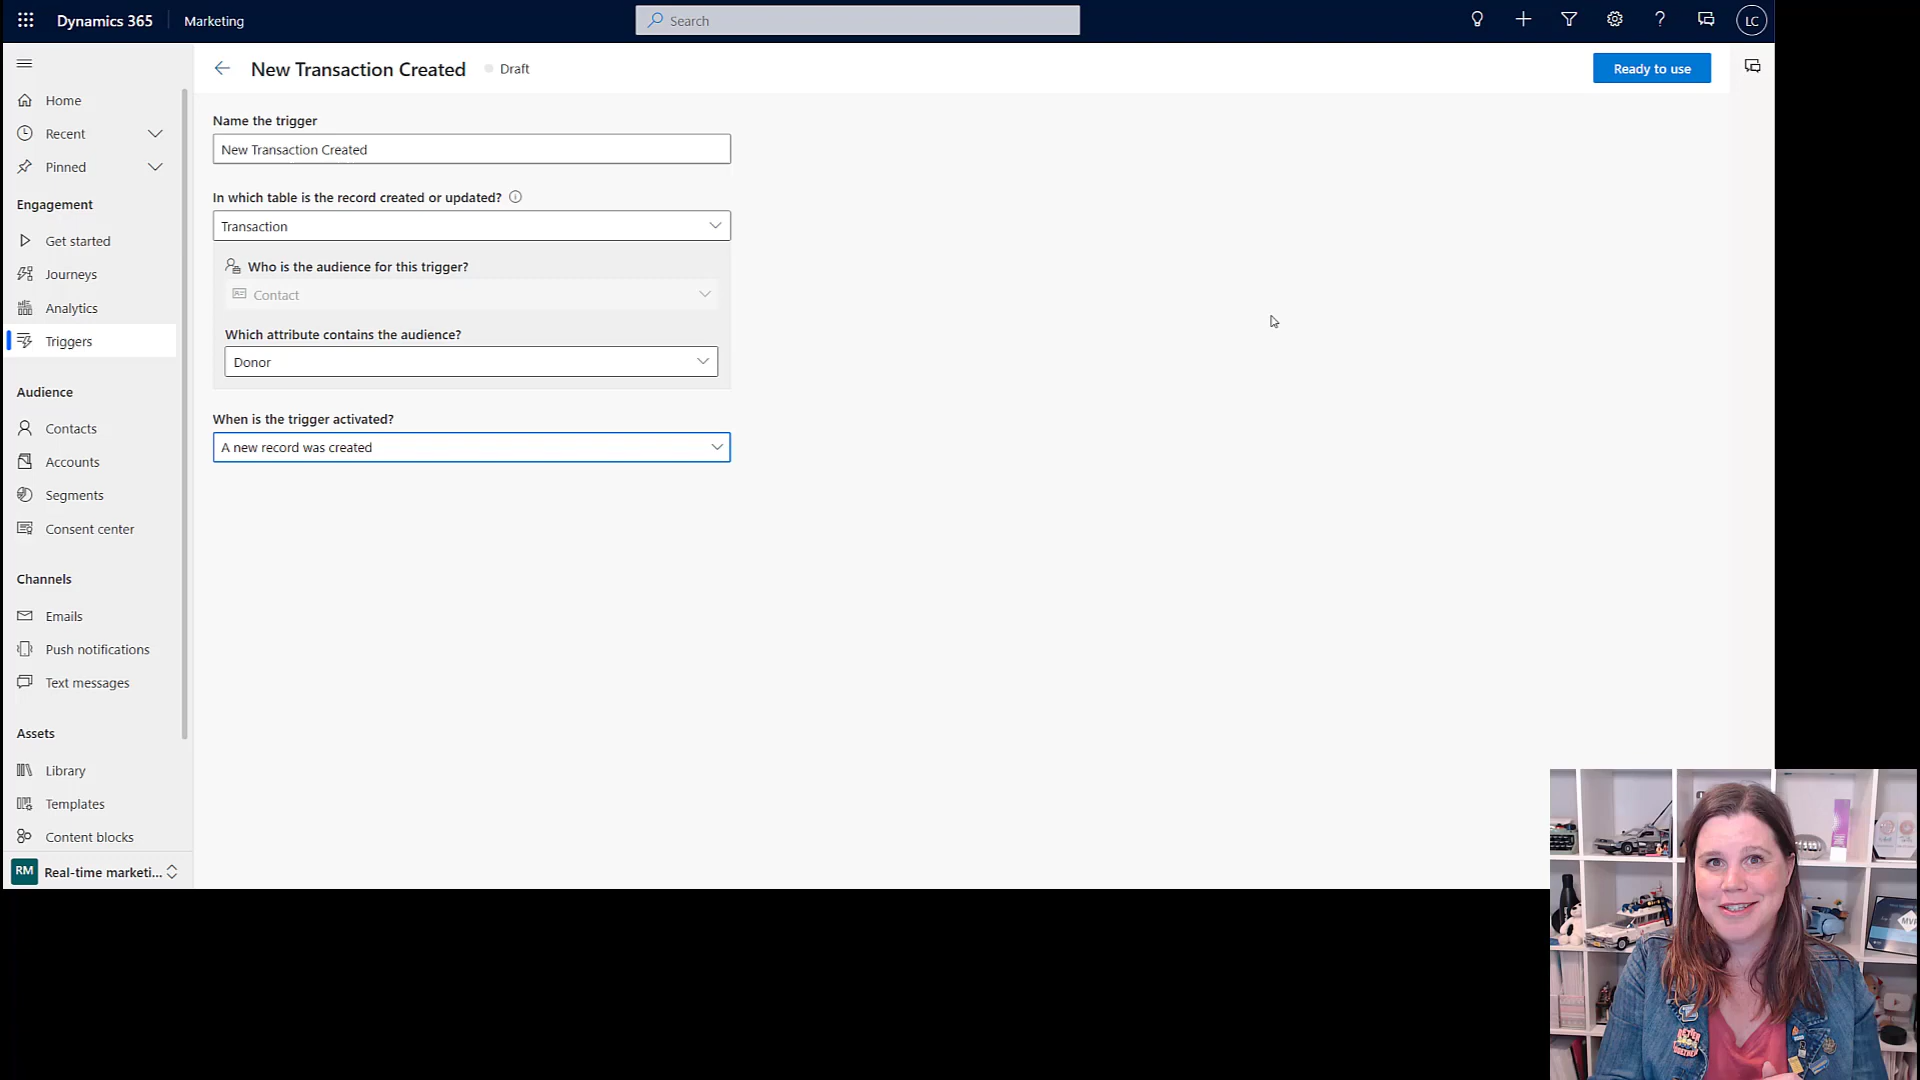 Dynamics 365
Marketing
Search
LC
New Transaction Created
Draft
Ready to use
Home
Recent
Pinned
Engagement
Get started
Journeys
Analytics
Triggers
Audience
Contacts
Accounts
Segments
Consent center
Channels
Emails
Push notifications
Text messages
Assets
Library
Templates
Content blocks
RM
Real-time marketi...
Name the trigger
New Transaction Created
In which table is the record created or updated?
Transaction
Who is the audience for this trigger?
Contact
Which attribute contains the audience?
Donor
When is the trigger activated?
A new record was created